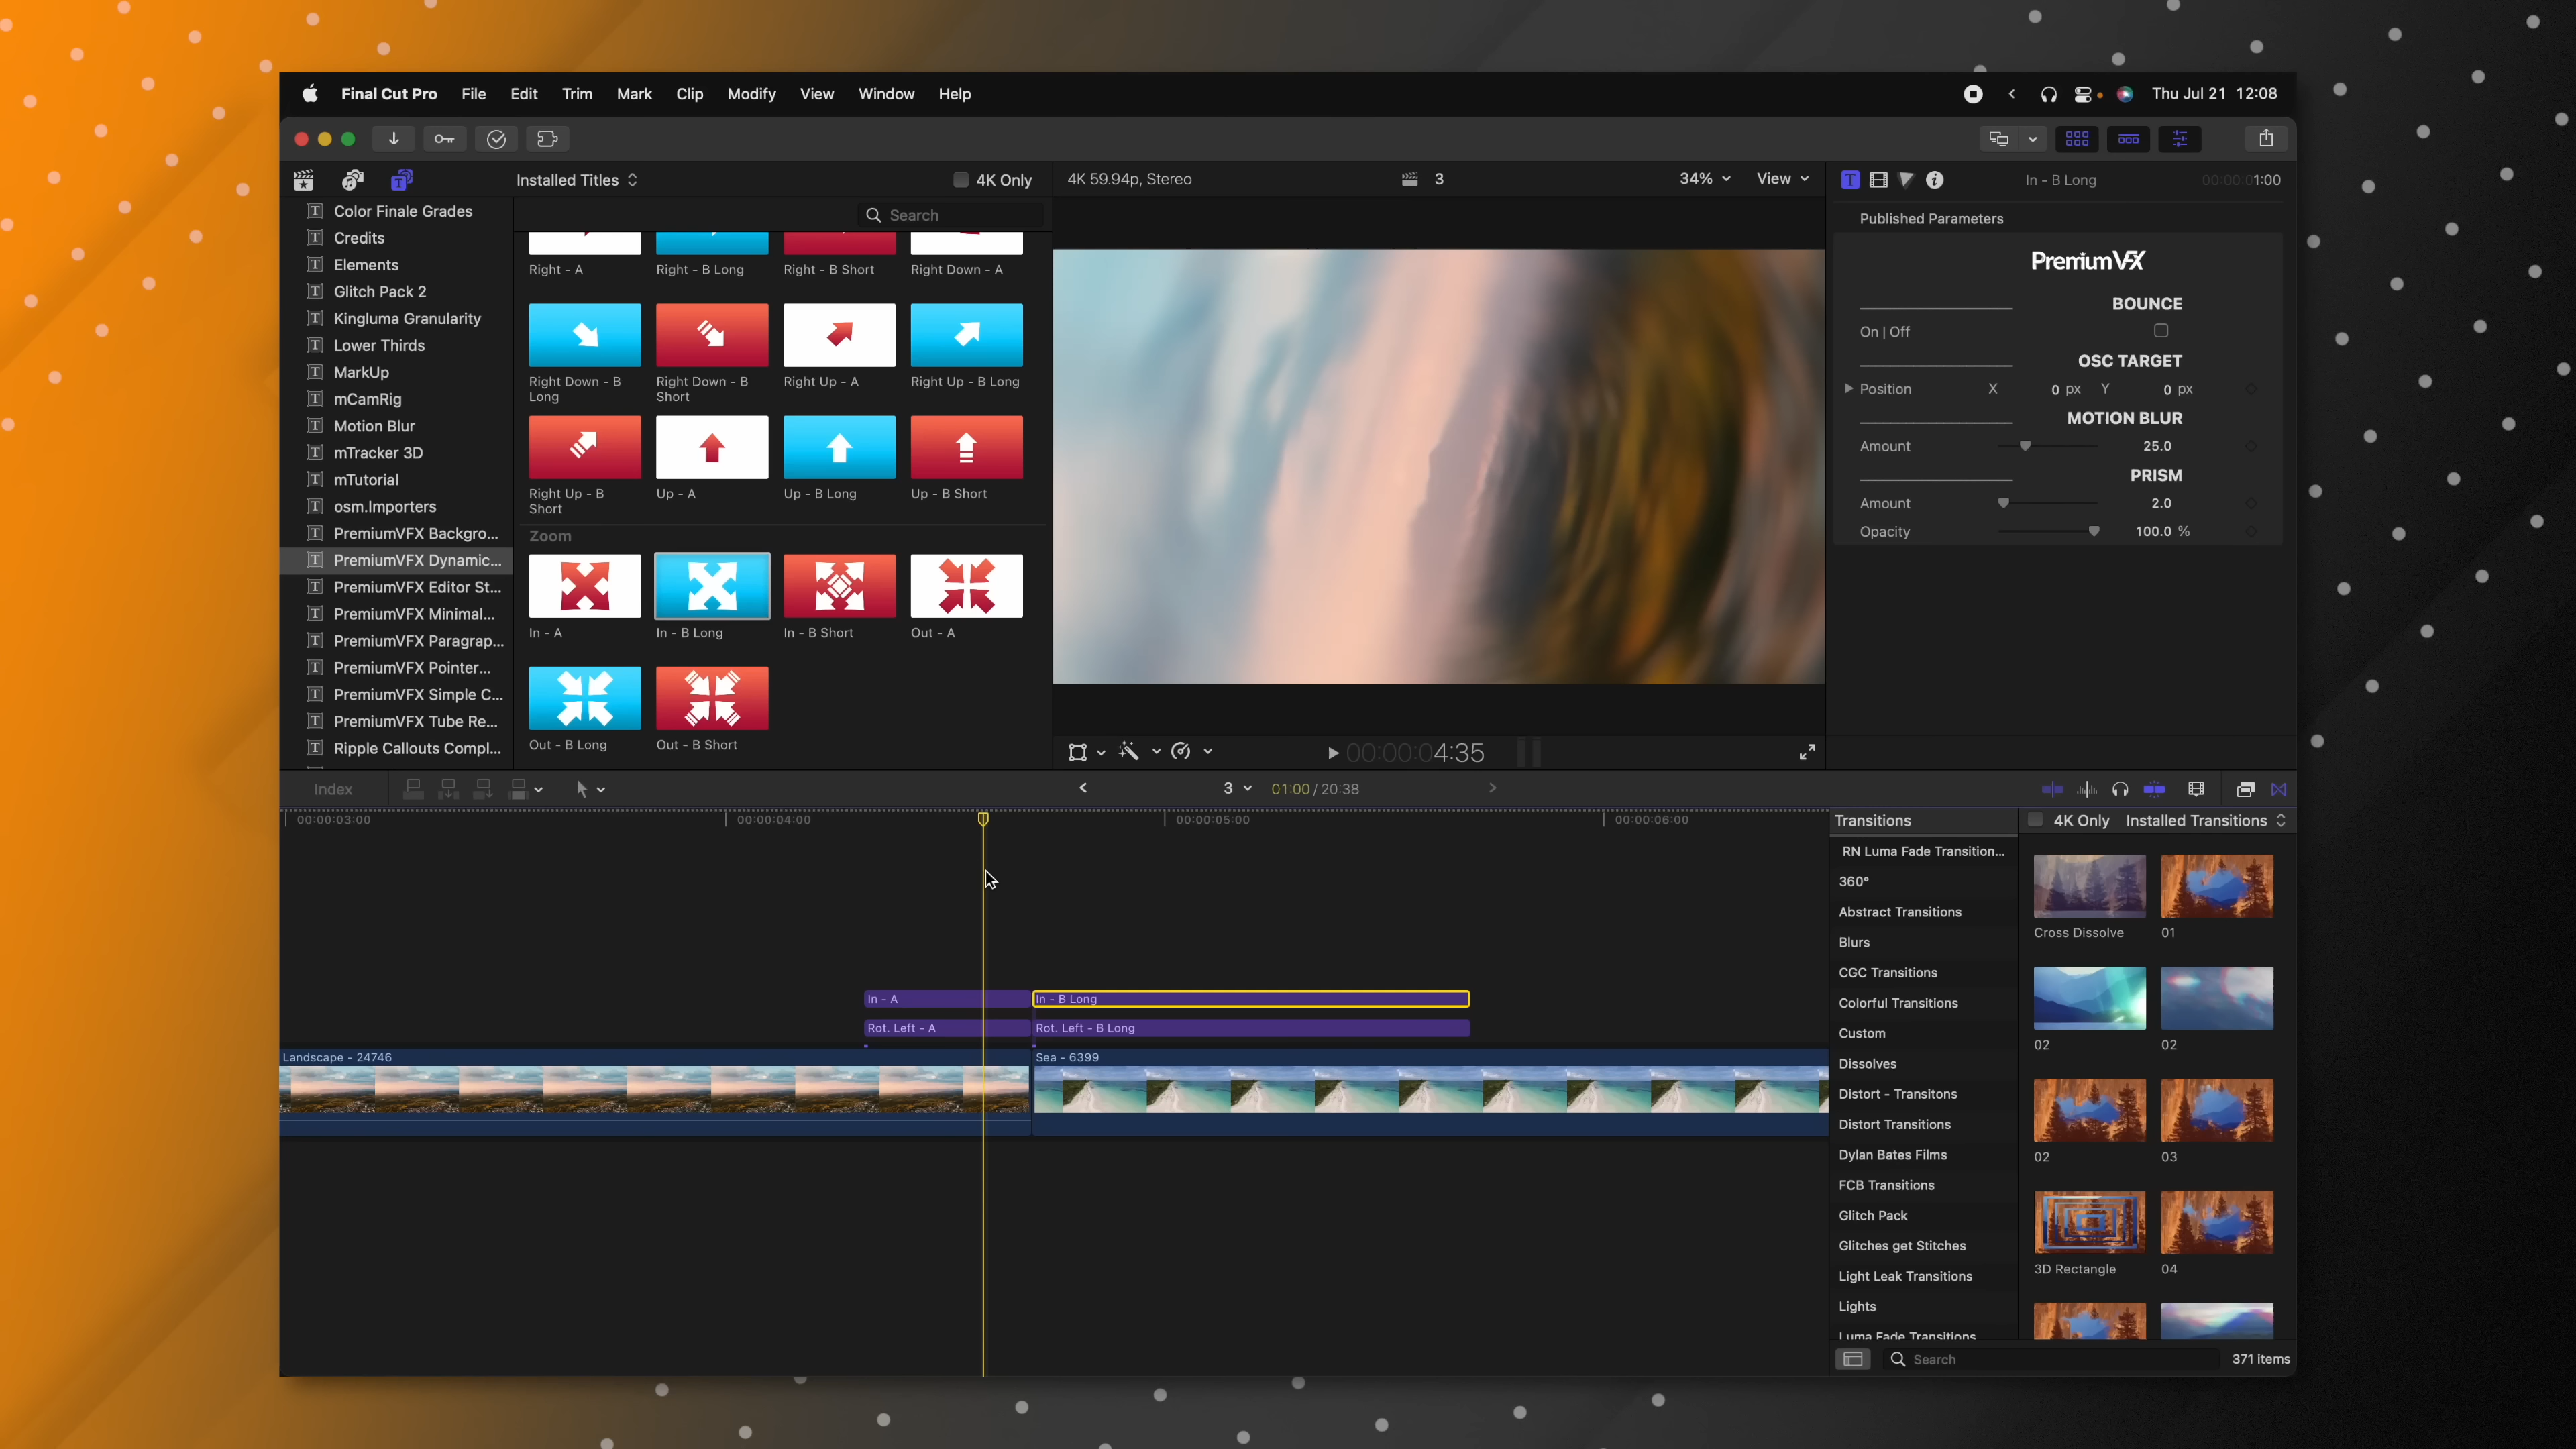 Final Cut Pro File Edit Trim Mark Clip Modify View Window Help
Thu Jul 21 12:08
Installed Titles
4K Only
4K 59.94p, Stereo
3
34%
View
In - B Long
00:00:01:00
Color Finale Grades
Credits
Elements
Glitch Pack 2
Kingluma Granularity
Lower Thirds
MarkUp
mCamRig
Motion Blur
mTracker 3D
mTutorial
osm.Importers
PremiumVFX Backgro...
PremiumVFX Dynamic...
PremiumVFX Editor St...
PremiumVFX Minimal...
PremiumVFX Paragrap...
PremiumVFX Pointer...
PremiumVFX Simple C...
PremiumVFX Tube Re...
Ripple Callouts Compl...
Search
Right - A
Right - B Long
Right - B Short
Right Down - A
Right Down - B
Long
Right Down - B
Short
Right Up - A
Right Up - B Long
Right Up - B
Short
Up - A
Up - B Long
Up - B Short
Zoom
In - A
In - B Long
In - B Short
Out - A
Out - B Long
Out - B Short
00:00:04:35
Published Parameters
PremiumVFX
BOUNCE
On | Off
OSC TARGET
Position X 0 px Y 0 px
MOTION BLUR
Amount 25.0
PRISM
Amount 2.0
Opacity 100.0 %
Index
3
01:00 / 20:38
00:00:03:00
00:00:04:00
00:00:05:00
00:00:06:00
In - A
In - B Long
Rot. Left - A
Rot. Left - B Long
Landscape - 24746
Sea - 6399
Transitions
4K Only
Installed Transitions
RN Luma Fade Transition...
360°
Abstract Transitions
Blurs
CGC Transitions
Colorful Transitions
Custom
Dissolves
Distort - Transitons
Distort Transitions
Dylan Bates Films
FCB Transitions
Glitch Pack
Glitches get Stitches
Light Leak Transitions
Lights
Luma Fade Transitions
Cross Dissolve
01
02
02
02
03
3D Rectangle
04
Search
371 items